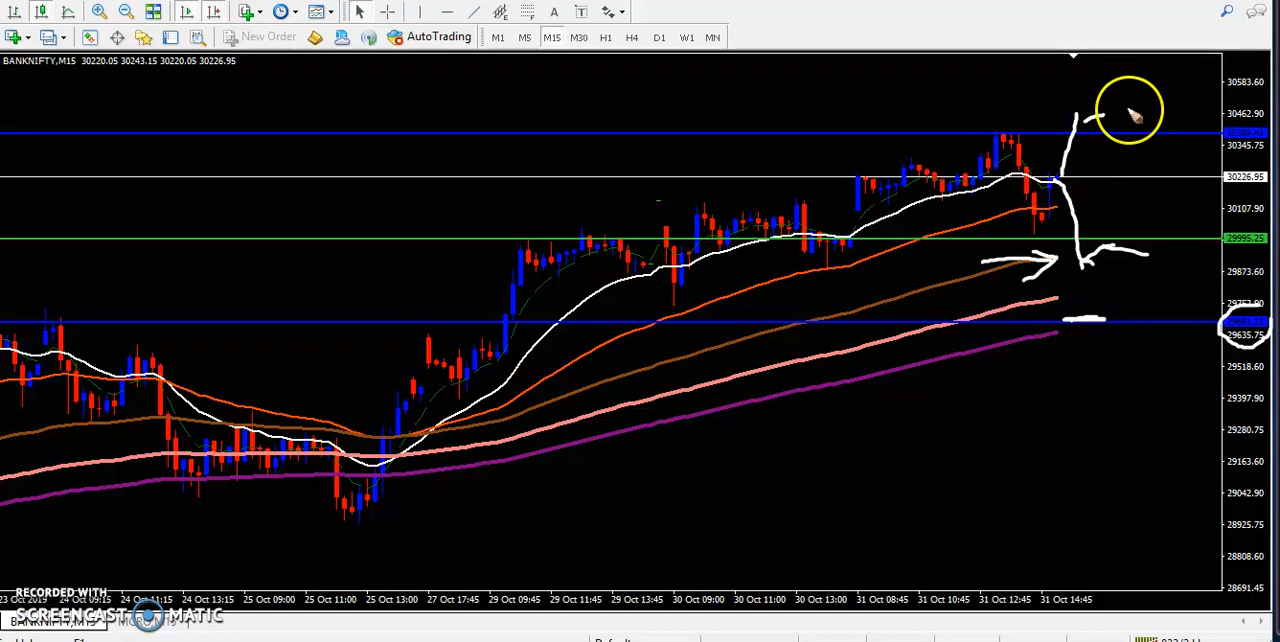 New Order
AutoTrading
M1 M5 M15 M30 H1 H4 D1 W1 MN
BANKNIFTY,M15 30220.05 30243.15 30220.05 30226.95
30583.60
30462.90
30345.75
30226.95
30107.90
29995.25
29873.60
29635.75
29518.60
29397.90
29280.75
29163.60
29042.90
28925.75
28808.60
28691.45
23 Oct 2019 24 Oct 09:15 24 Oct 11:15 24 Oct 13:15 25 Oct 09:00 25 Oct 11:00 25 Oct 13:00 27 Oct 17:45 29 Oct 11:45 29 Oct 13:45 30 Oct 09:00 30 Oct 11:00 30 Oct 13:00 31 Oct 08:45 31 Oct 10:45 31 Oct 12:45 31 Oct 14:45
RECORDED WITH
SCREENCAST MATIC